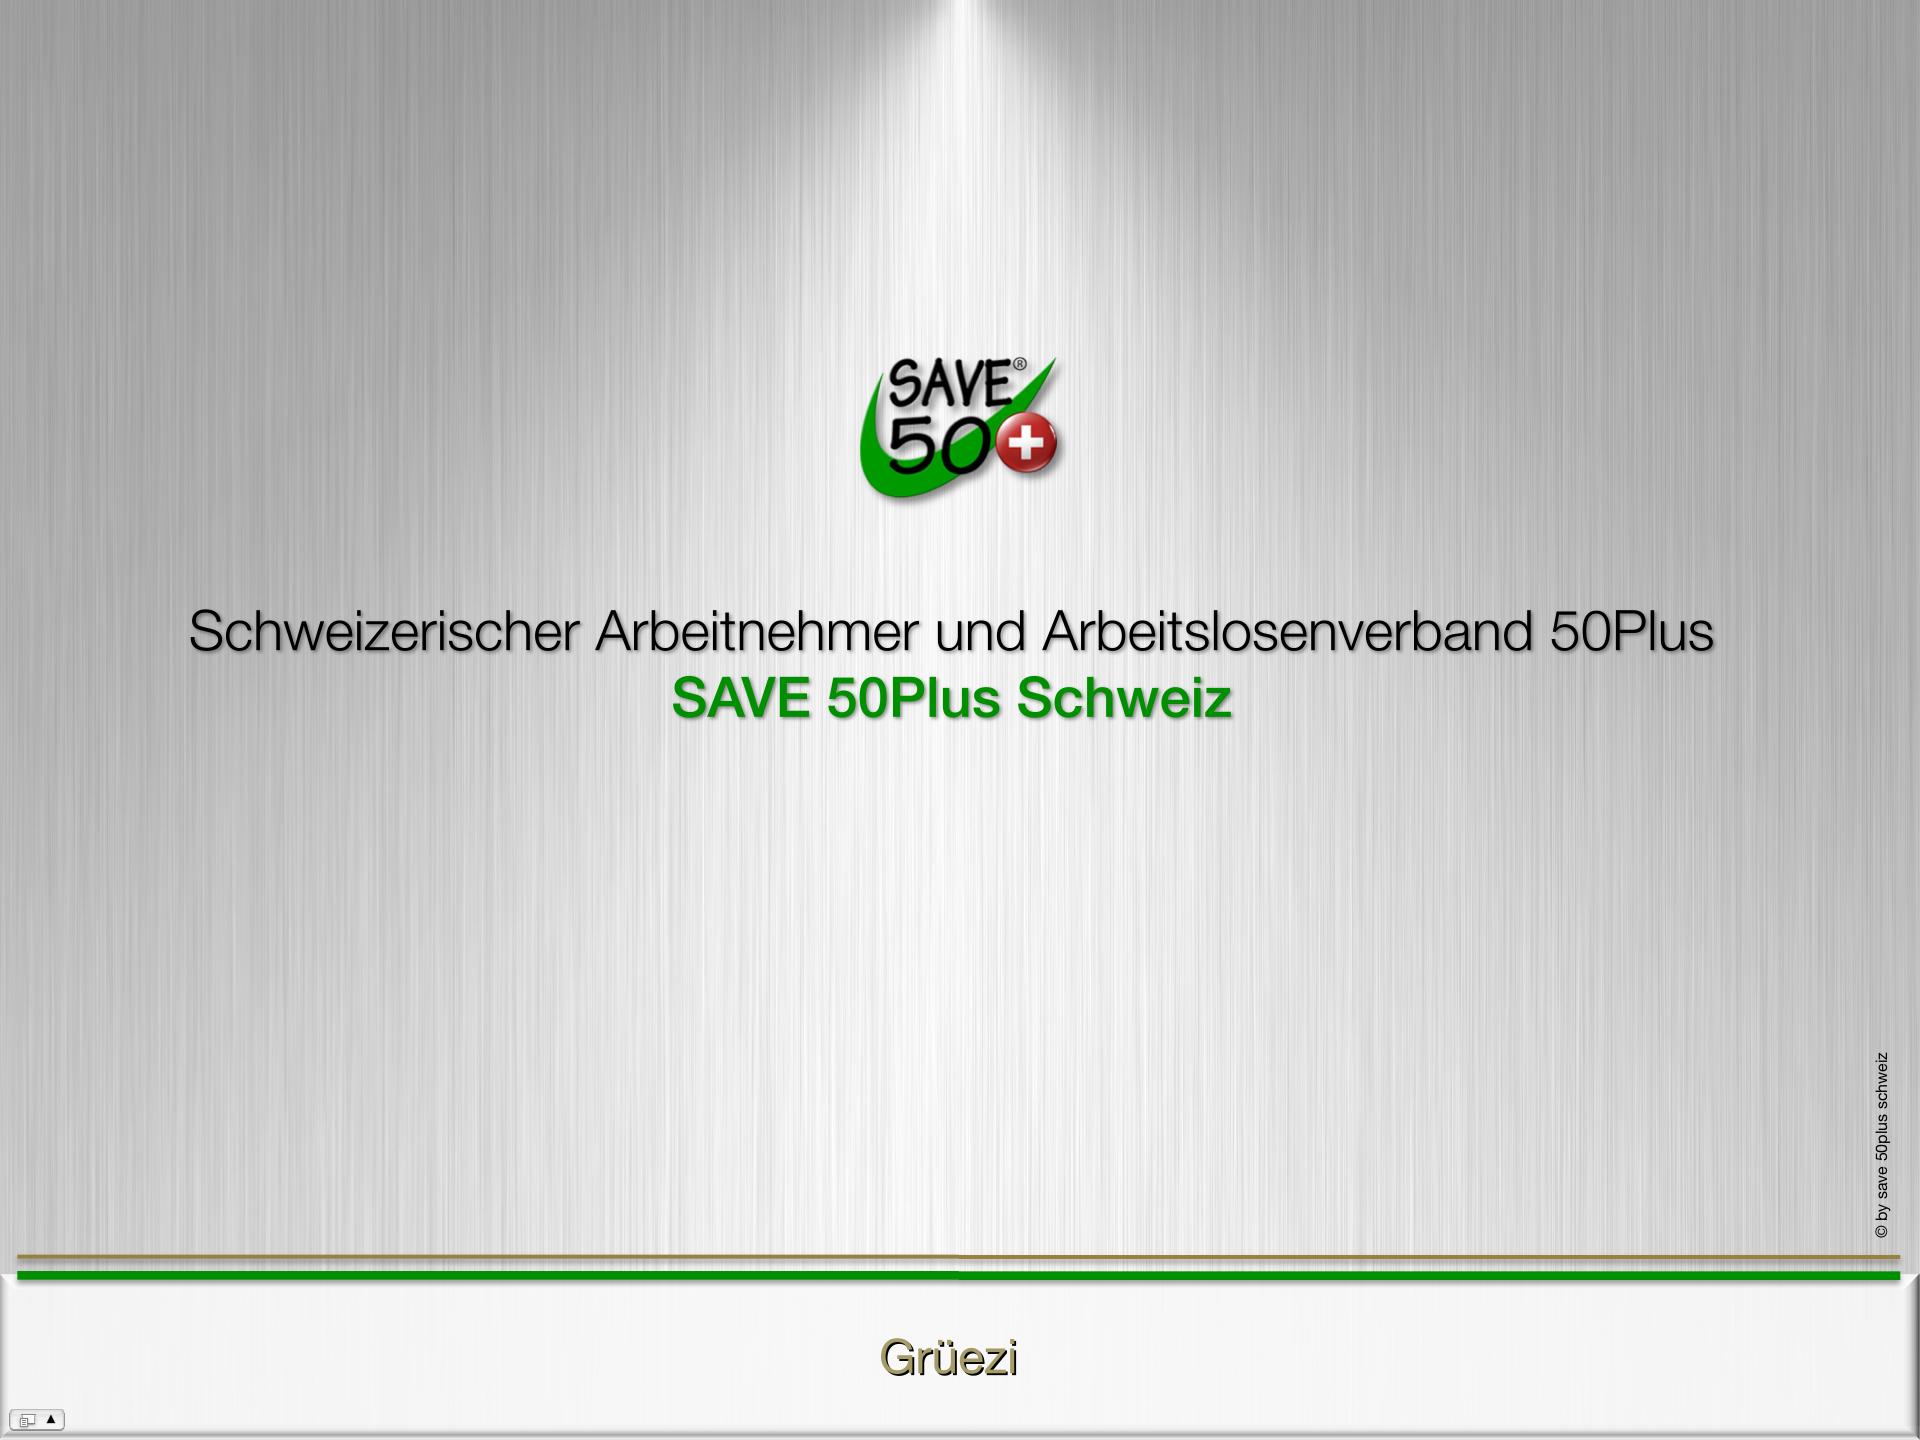 SAVE®
50+
Schweizerischer Arbeitnehmer und Arbeitslosenverband 50Plus
SAVE 50Plus Schweiz
© by save 50plus schweiz
Grüezi